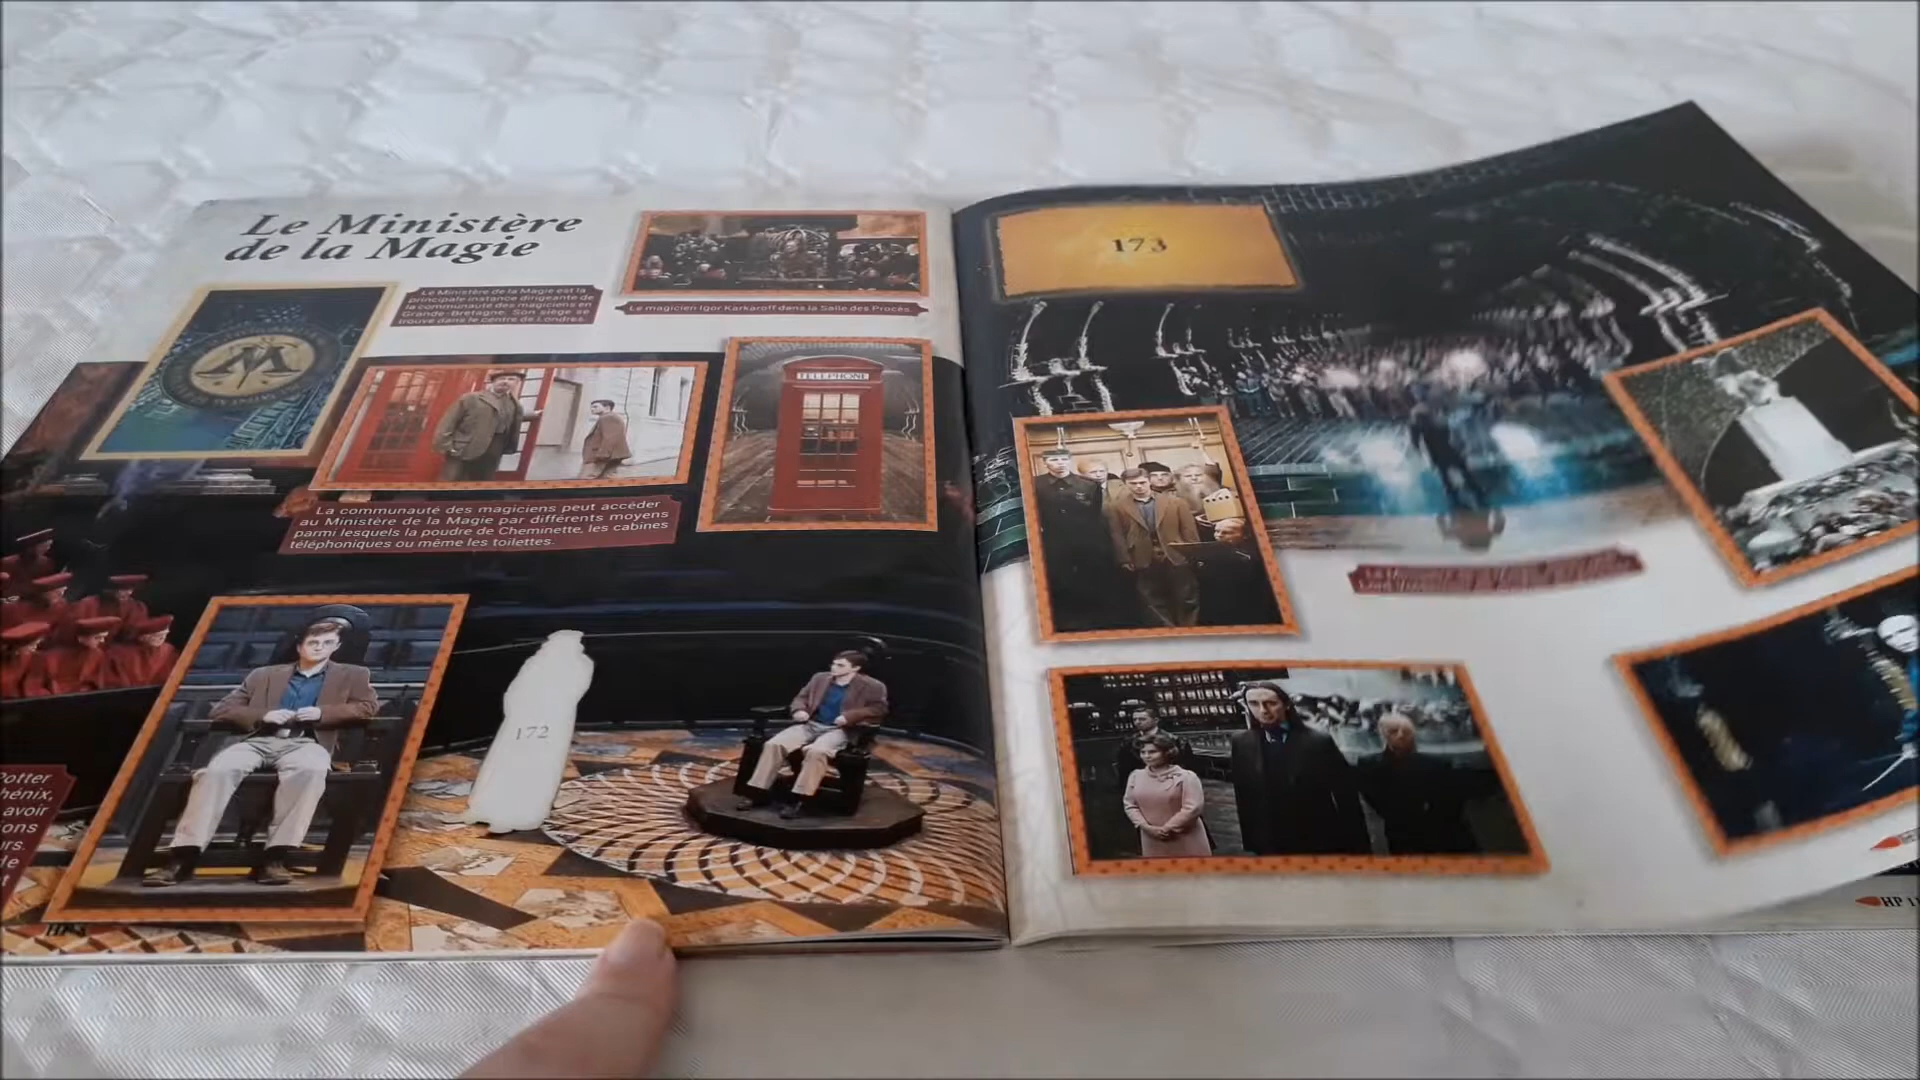 Le Ministère
de la Magie
Le Ministère de la Magie est la
principale instance dirigeante de
la communauté des magiciens en
Grande-Bretagne. Son siège se
trouve dans le centre de Londres.
Le magicien Igor Karkaroff dans la Salle des Procès.
M
TELEPHONE
La communauté des magiciens peut accéder
au Ministère de la Magie par différents moyens
parmi lesquels la poudre de Cheminette, les cabines
téléphoniques ou même les toilettes.
172
Potter
hénix,
avoir
ons
rs.
de
t
173